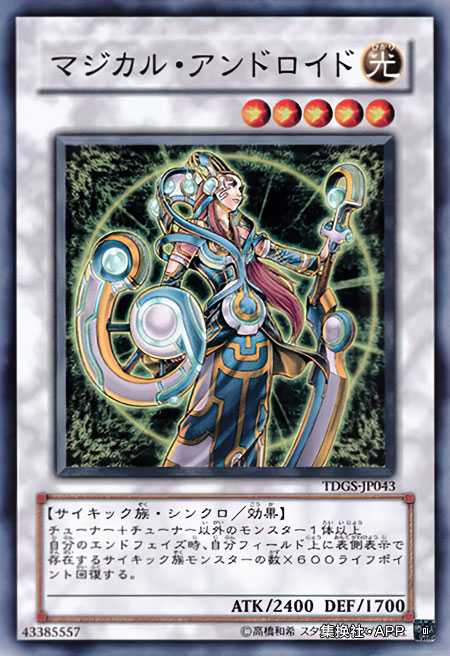 マジカル・アンドロイド 光
TDGS-JP043
【サイキック族・シンクロ／効果】
チューナー＋チューナー以外のモンスター１体以上
自分のエンドフェイズ時、自分フィールド上に表側表示で
存在するサイキック族モンスターの数×６００ライフポイ
ント回復する。
ATK/2400 DEF/1700
43385557 ©高橋和希 スタ 集換社・APP